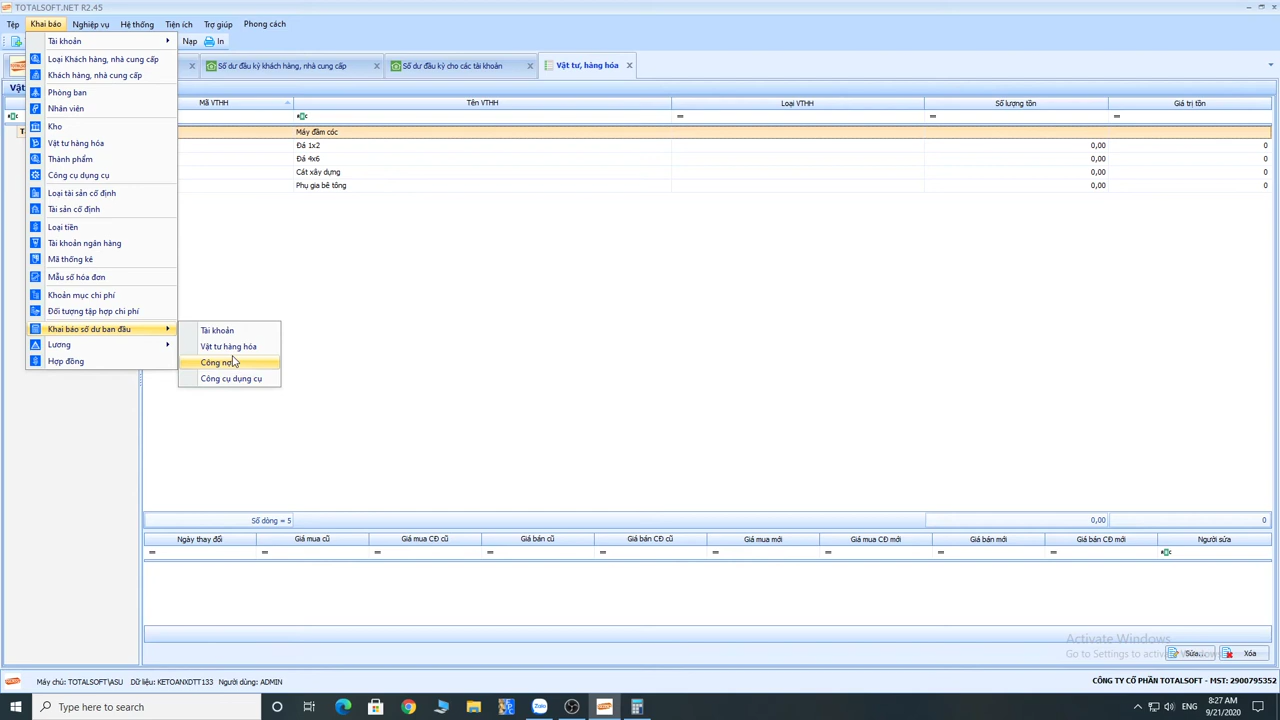 TOTALSOFT.NET R2.45
Tệp Khai báo Nghiệp vụ Hệ thống Tiện ích Trợ giúp Phong cách
Nạp In
Số dư đầu kỳ khách hàng, nhà cung cấp Số dư đầu kỳ cho các tài khoản Vật tư, hàng hóa
Mã VTHH Tên VTHH Loại VTHH Số lượng tồn Giá trị tồn
Máy đầm cóc
Đá 1x2 0,00 0
Đá 4x6 0,00 0
Cát xây dựng 0,00 0
Phụ gia bê tông 0,00 0
Tài khoản
Loại Khách hàng, nhà cung cấp
Khách hàng, nhà cung cấp
Phòng ban
Nhân viên
Kho
Vật tư hàng hóa
Thành phẩm
Công cụ dụng cụ
Loại tài sản cố định
Tài sản cố định
Loại tiền
Tài khoản ngân hàng
Mã thống kê
Mẫu số hóa đơn
Khoản mục chi phí
Đối tượng tập hợp chi phí
Khai báo số dư ban đầu
Lương
Hợp đồng
Tài khoản
Vật tư hàng hóa
Công nợ
Công cụ dụng cụ
Số dòng = 5 0,00 0
Ngày thay đổi Giá mua cũ Giá mua CĐ cũ Giá bán cũ Giá bán CĐ cũ Giá mua mới Giá mua CĐ mới Giá bán mới Giá bán CĐ mới Người sửa
Activate Windows
Go to Settings to activate Windows.
Sửa Xóa
Máy chủ: TOTALSOFT\ASU Dữ liệu: KETOANXDTT133 Người dùng: ADMIN CÔNG TY CỔ PHẦN TOTALSOFT - MST: 2900795352
Type here to search
ENG
8:27 AM
9/21/2020